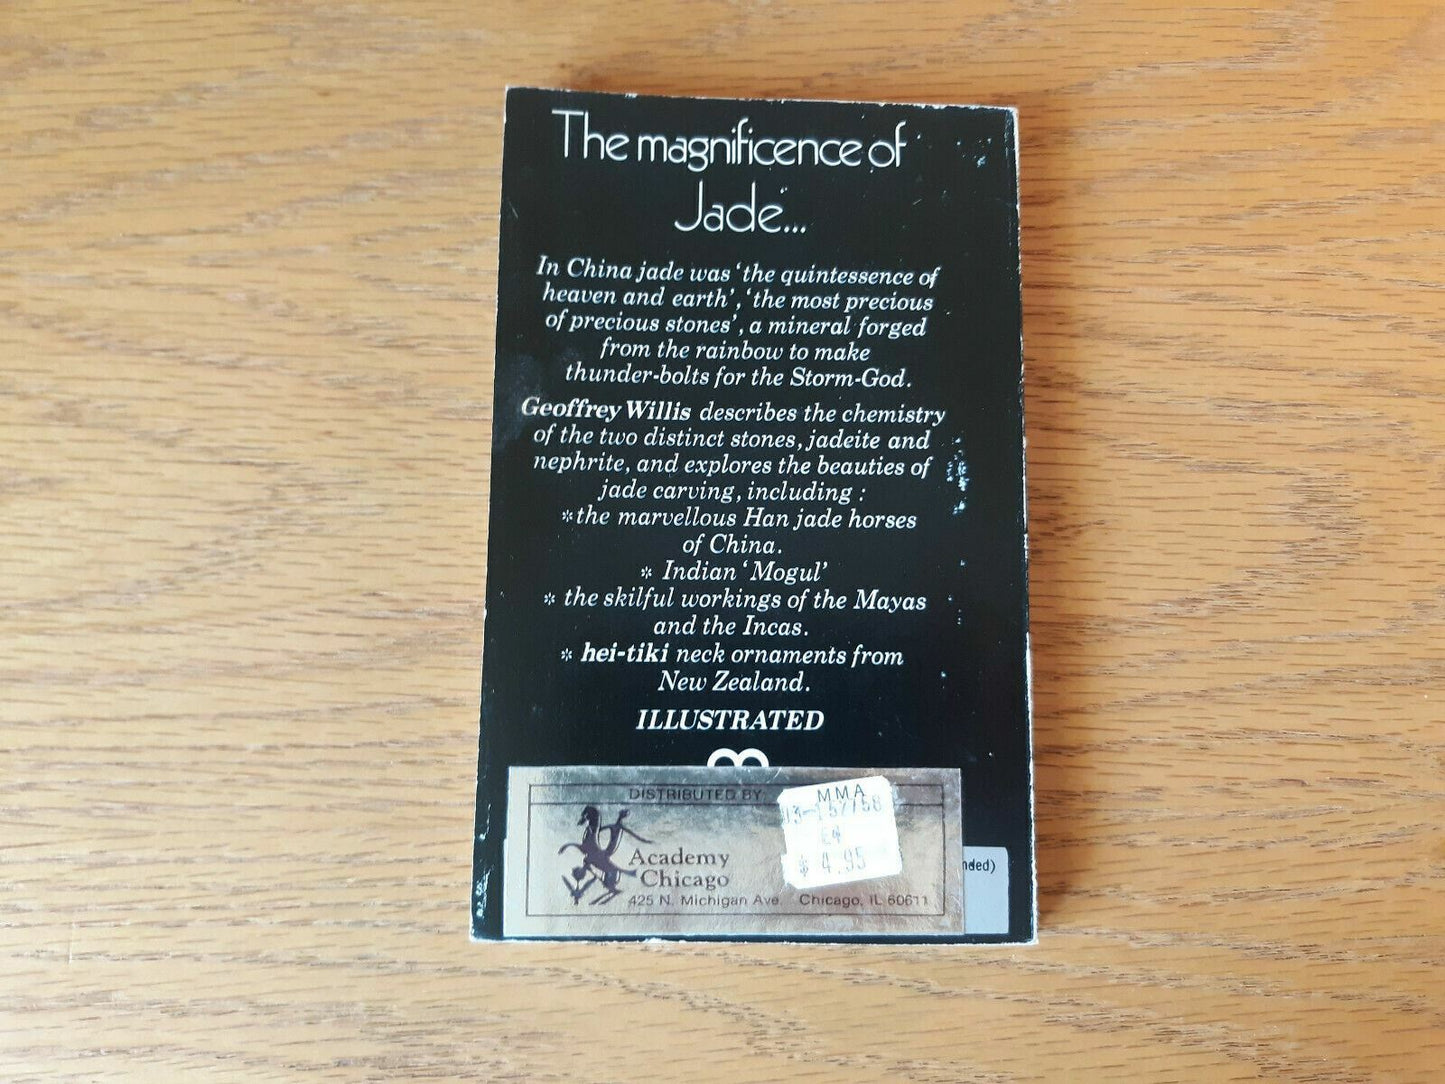 The magnificence of
Jade...
In China jade was ‘the quintessence of
heaven and earth’, ‘the most precious
of precious stones’, a mineral forged
from the rainbow to make
thunder-bolts for the Storm-God.
Geoffrey Willis describes the chemistry
of the two distinct stones, jadeite and
nephrite, and explores the beauties of
jade carving, including :
*the marvellous Han jade horses
of China.
* Indian ‘Mogul’
* the skilful workings of the Mayas
and the Incas.
* hei-tiki neck ornaments from
New Zealand.
ILLUSTRATED
DISTRIBUTED BY:
MMA
$ 4.95
nded)
Academy
Chicago
425 N. Michigan Ave. Chicago, IL 60611